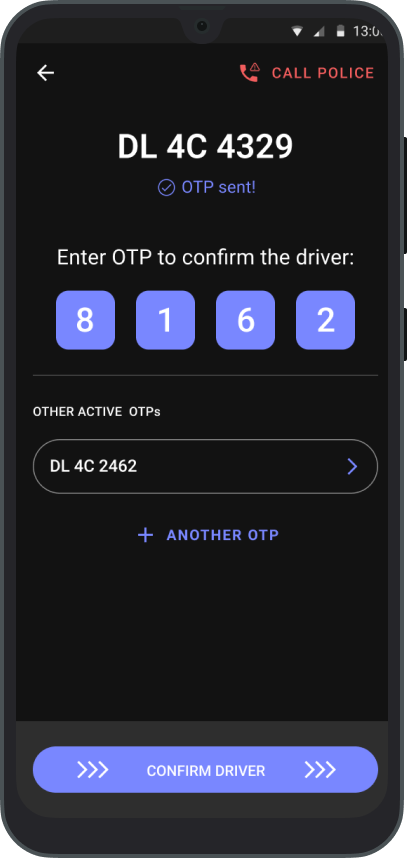 13:0
CALL POLICE
DL 4C 4329
OTP sent!
Enter OTP to confirm the driver:
8 1 6 2
OTHER ACTIVE OTPs
DL 4C 2462
ANOTHER OTP
CONFIRM DRIVER